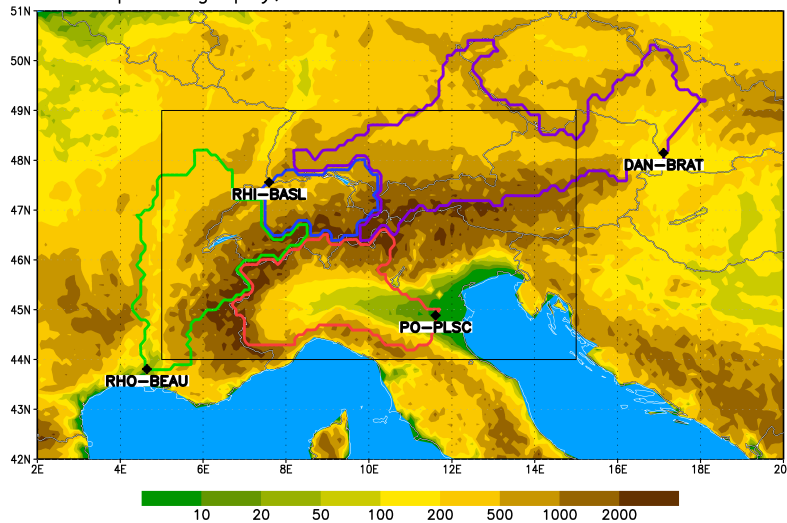 51N
50N
49N
48N
47N
46N
45N
44N
43N
42N
DAN−BRAT
RHI−BASL
PO−PLSC
RHO−BEAU
2E 4E 6E 8E 10E 12E 14E 16E 18E 20
10 20 50 100 200 500 1000 2000